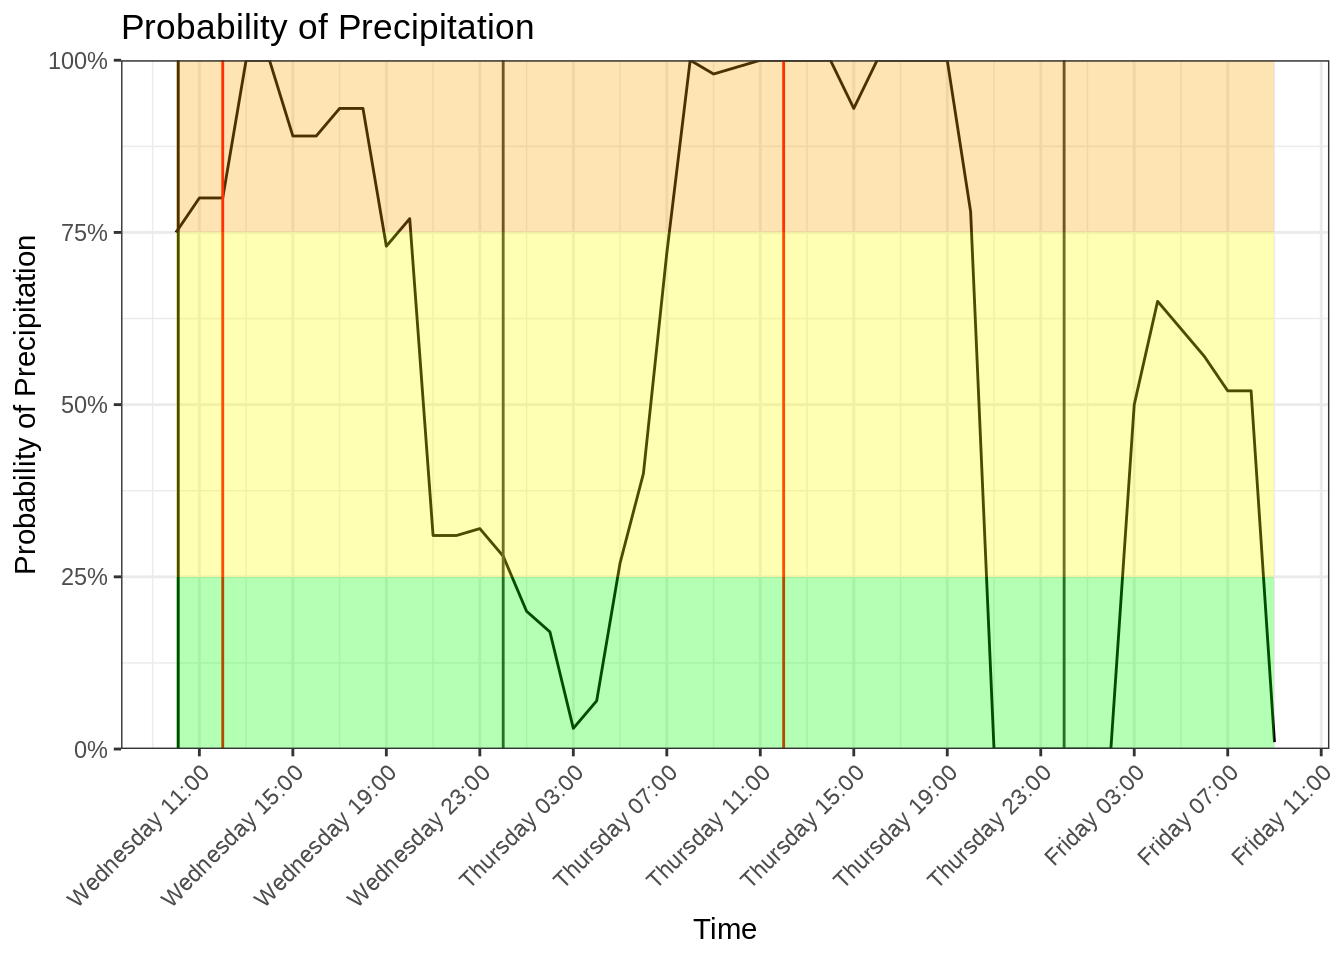 Probability of Precipitation
Probability of Precipitation
100%
75%
50%
25%
0%
Wednesday 11:00
Wednesday 15:00
Wednesday 19:00
Wednesday 23:00
Thursday 03:00
Thursday 07:00
Thursday 11:00
Thursday 15:00
Thursday 19:00
Thursday 23:00
Friday 03:00
Friday 07:00
Friday 11:00
Time